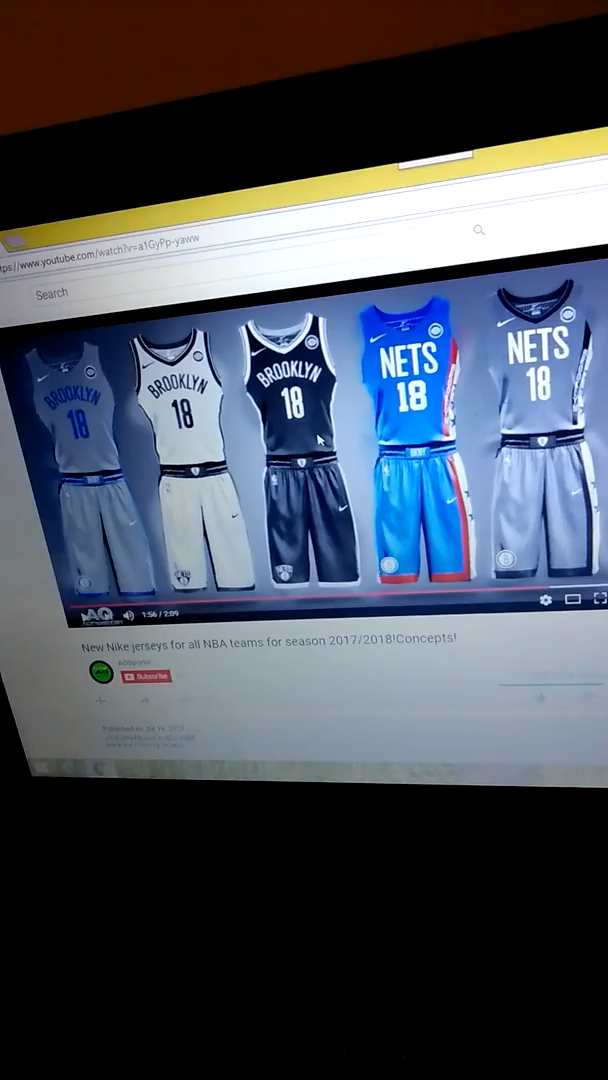 tps://www.youtube.com/watch?v=a1GyPp-yaww
Search
BROOKLYN
18
BROOKLYN
18
BROOKLYN
18
NETS
18
NETS
18
1:56 / 2:09
New Nike jerseys for all NBA teams for season 2017/2018!Concepts!
Subscribe